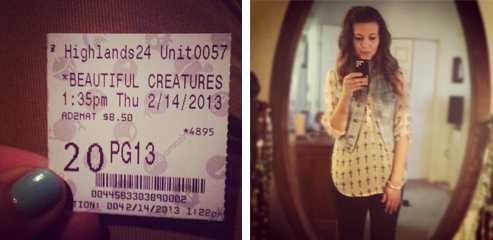 Highlands24 Unit0057
*BEAUTIFUL CREATURES
1:35pm Thu 2/14/2013
AD2MAT $8.50
*4895
20 PG13
0044583303890002
TION: 0042/14/2013 1:22pm